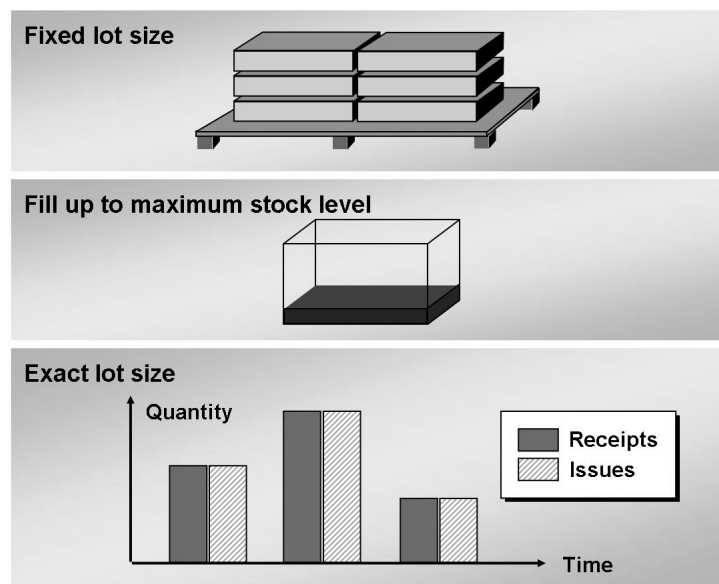 Fixed lot size
Fill up to maximum stock level
Exact lot size
Quantity
Receipts
Issues
Time